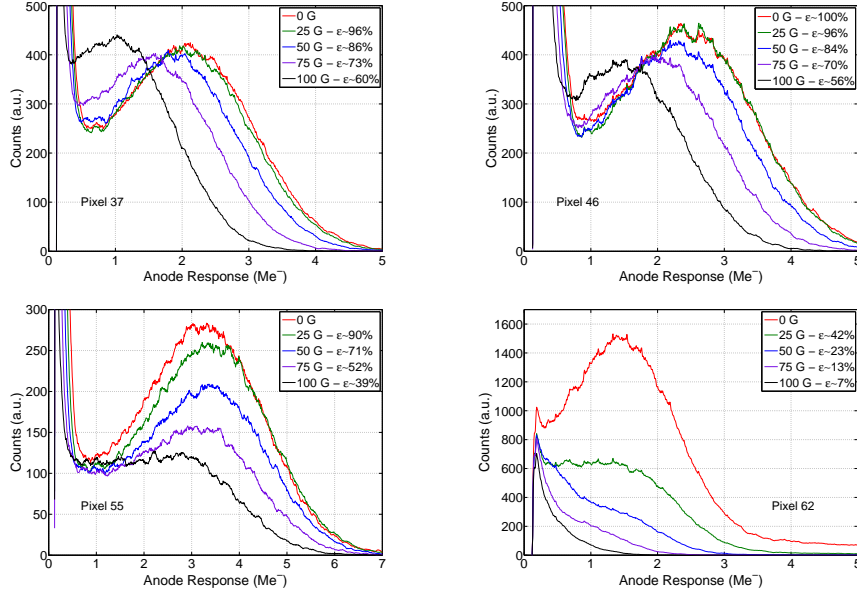 500
400
300
200
100
0
0 1 2 3 4 5
Counts (a.u.)
Anode Response (Me⁻)
Pixel 37
0 G
25 G − ε~96%
50 G − ε~86%
75 G − ε~73%
100 G − ε~60%
500
400
300
200
100
0
0 1 2 3 4 5
Counts (a.u.)
Anode Response (Me⁻)
Pixel 46
0 G − ε~100%
25 G − ε~96%
50 G − ε~84%
75 G − ε~70%
100 G − ε~56%
300
250
200
150
100
50
0
0 1 2 3 4 5 6 7
Counts (a.u.)
Anode Response (Me⁻)
Pixel 55
0 G
25 G − ε~90%
50 G − ε~71%
75 G − ε~52%
100 G − ε~39%
1600
1400
1200
1000
800
600
400
200
0
0 1 2 3 4 5
Counts (a.u.)
Anode Response (Me⁻)
Pixel 62
0 G
25 G − ε~42%
50 G − ε~23%
75 G − ε~13%
100 G − ε~7%